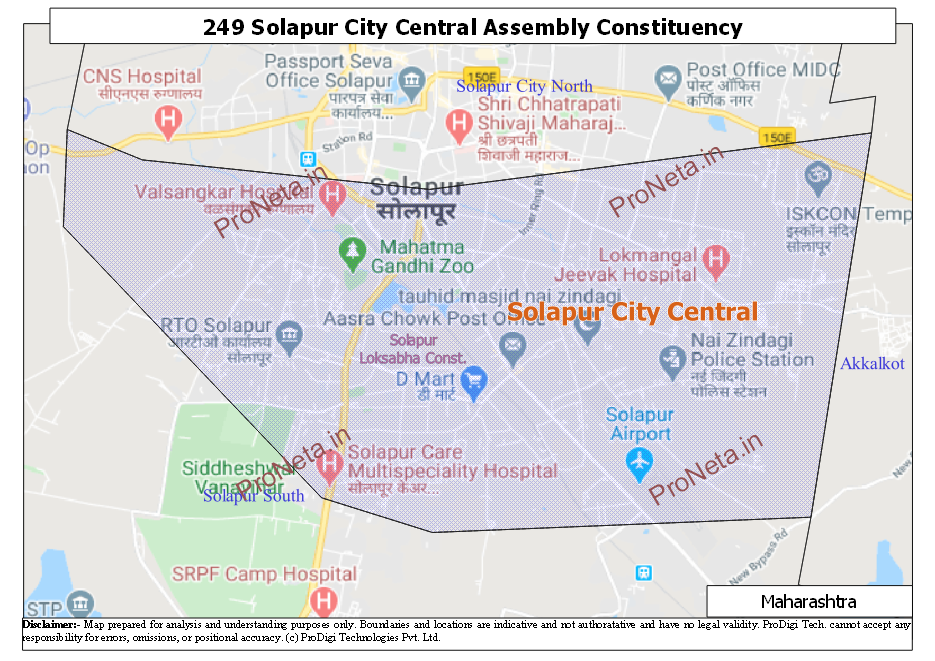 249 Solapur City Central Assembly Constituency
CNS Hospital
सीएनएस रुग्णालय
Passport Seva
Office Solapur
पारपत्र सेवा
कार्यालय...
150E
Solapur City North
Post Office MIDC
पोस्ट ऑफिस
कर्णिक नगर
Shri Chhatrapati
Shivaji Maharaj...
श्री छत्रपती
शिवाजी महाराज...
Station Rd
150E
Op
ion
Valsangkar Hospital
ProNeta.in
Solapur
सोलापूर
Inner Ring Rd
ProNeta.in
ISKCON Temp
इस्कॉन मंदिर
सोलापूर
Mahatma
Gandhi Zoo
Lokmangal
Jeevak Hospital
tauhid masjid nai zindagi
Solapur City Central
Aasra Chowk Post Office
RTO Solapur
आरटीओ कार्यालय
सोलापूर
Solapur
Loksabha Const.
Nai Zindagi
Police Station
नई जिंदगी
पोलिस स्टेशन
Akkalkot
D Mart
डी मार्ट
Solapur
Airport
Solapur Care
Multispeciality Hospital
सोलापूर केअर...
ProNeta.in
ProNeta.in
Siddheshwar
Vanavihar
Solapur South
New
New Bypass Rd
SRPF Camp Hospital
STP
Maharashtra
Disclaimer:- Map prepared for analysis and understanding purposes only. Boundaries and locations are indicative and not authoratative and have no legal validity. ProDigi Tech. cannot accept any
responsibility for errors, omissions, or positional accuracy. (c) ProDigi Technologies Pvt. Ltd.